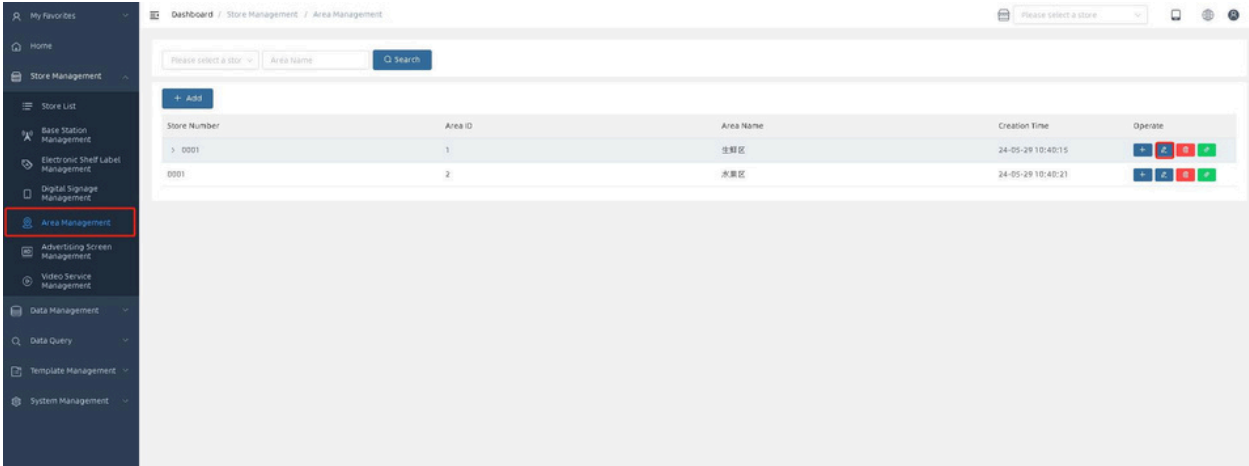 My Favorites
Dashboard / Store Management / Area Management
Please select a store
Home
Please select a stor
Area Name
Search
Store Management
+ Add
Store List
Store Number
Area ID
Area Name
Creation Time
Operate
Base Station
Management
> 0001
1
生鲜区
24-05-29 10:40:15
Electronic Shelf Label
Management
0001
2
水果区
24-05-29 10:40:21
Digital Signage
Management
Area Management
AD
Advertising Screen
Management
Video Service
Management
Data Management
Data Query
Template Management
System Management